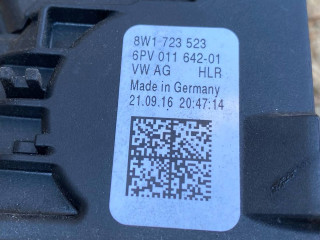 8W1 723 523
6PV 011 642-01
VW AG HLR
Made in Germany
21.09.16 20:47:14